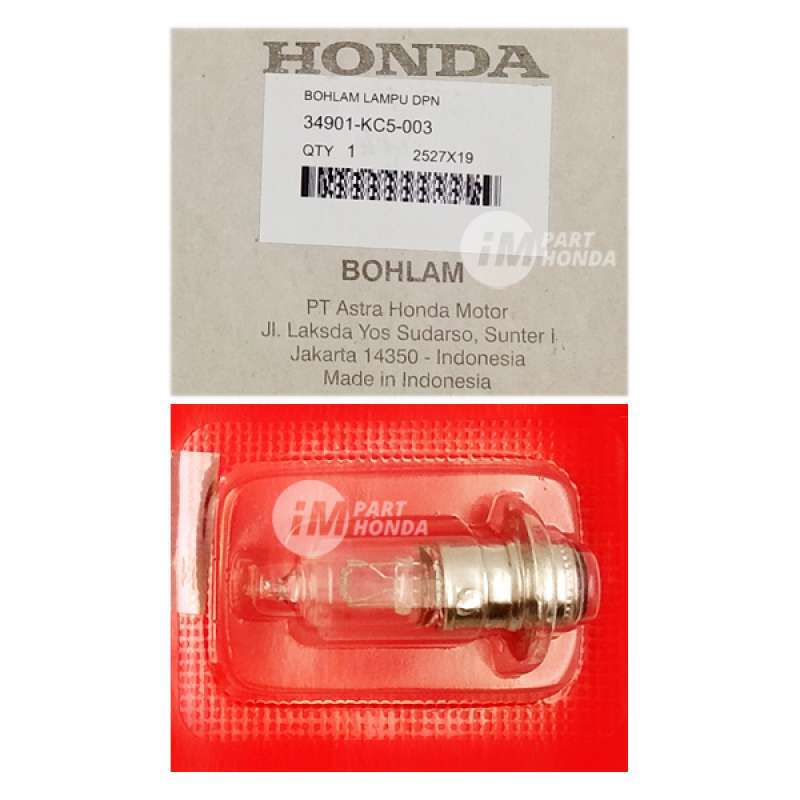 HONDA
BOHLAM LAMPU DPN
34901-KC5-003
QTY 1 2527X19
iM PART HONDA
BOHLAM
PT Astra Honda Motor
Jl. Laksda Yos Sudarso, Sunter I
Jakarta 14350 - Indonesia
Made in Indonesia
iM PART HONDA